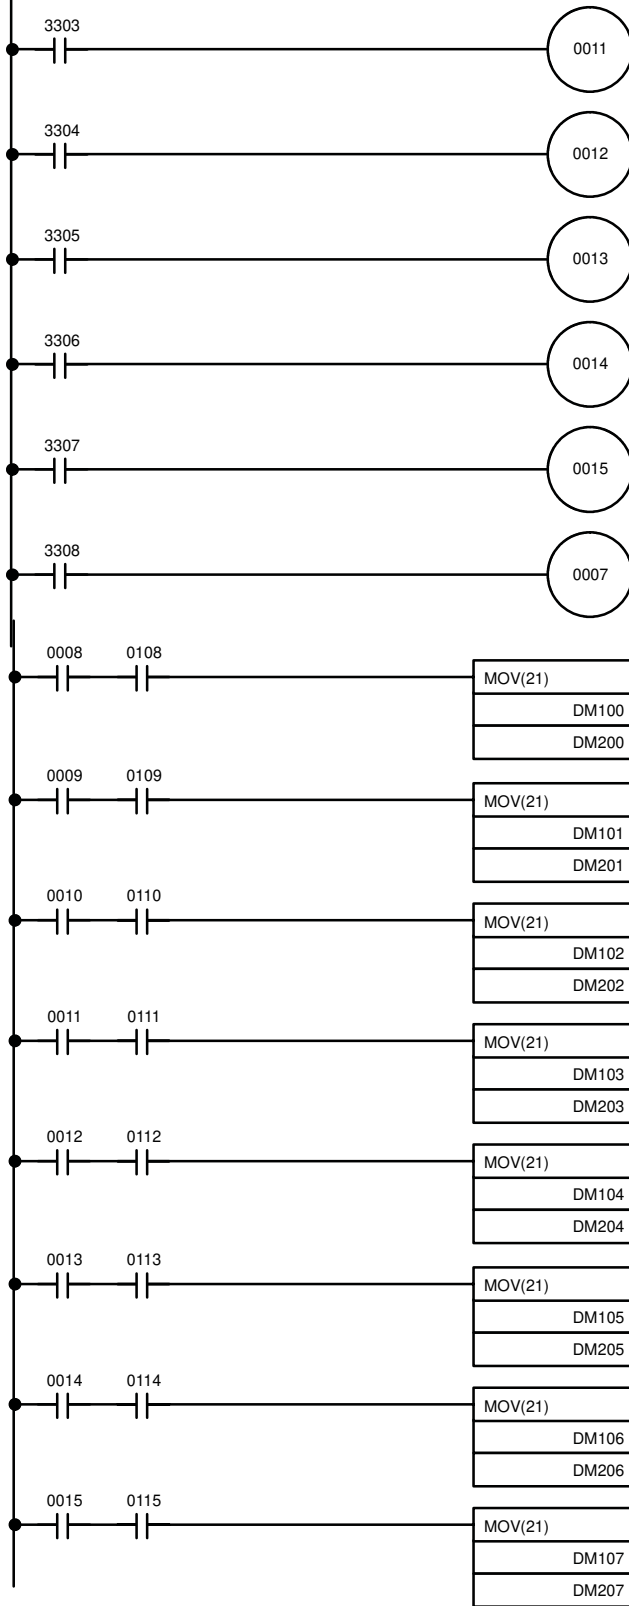 3303
0011
3304
0012
3305
0013
3306
0014
3307
0015
3308
0007
0008 0108
MOV(21)
DM100
DM200
0009 0109
MOV(21)
DM101
DM201
0010 0110
MOV(21)
DM102
DM202
0011 0111
MOV(21)
DM103
DM203
0012 0112
MOV(21)
DM104
DM204
0013 0113
MOV(21)
DM105
DM205
0014 0114
MOV(21)
DM106
DM206
0015 0115
MOV(21)
DM107
DM207